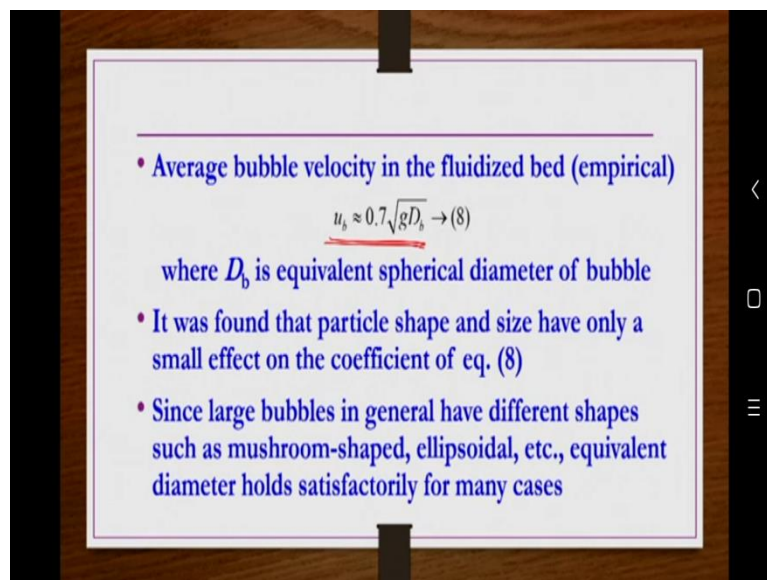 • Average bubble velocity in the fluidized bed (empirical)
u_b ≈ 0.7√(gD_b) → (8)
where D_b is equivalent spherical diameter of bubble
• It was found that particle shape and size have only a
small effect on the coefficient of eq. (8)
• Since large bubbles in general have different shapes
such as mushroom-shaped, ellipsoidal, etc., equivalent
diameter holds satisfactorily for many cases